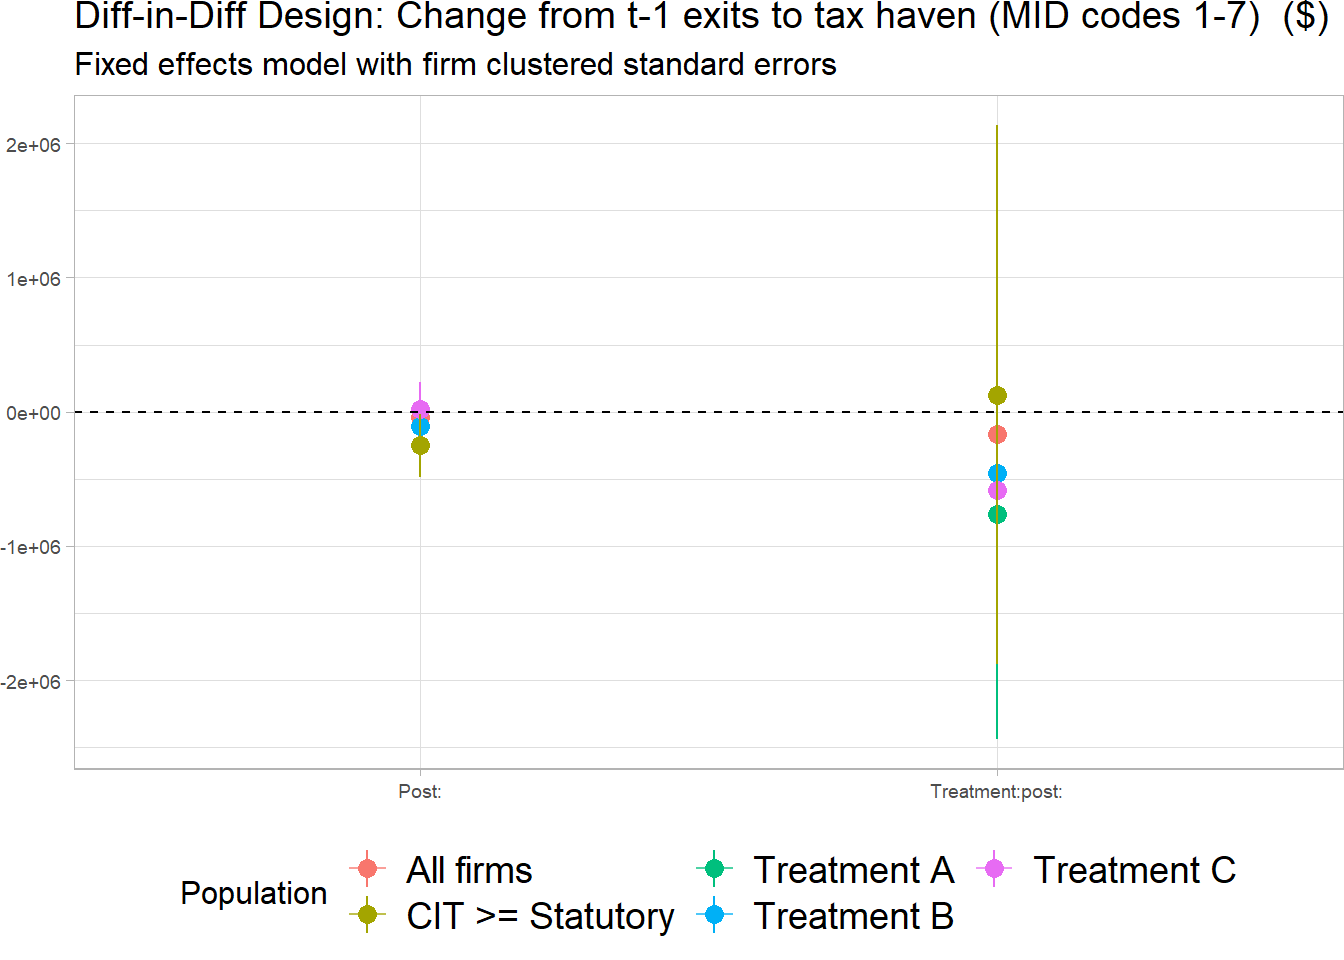 Diff-in-Diff Design: Change from t-1 exits to tax haven (MID codes 1-7)  ($)
Fixed effects model with firm clustered standard errors
2e+06
1e+06
0e+00
-1e+06
-2e+06
Post:
Treatment:post:
Population
All firms
CIT >= Statutory
Treatment A
Treatment B
Treatment C